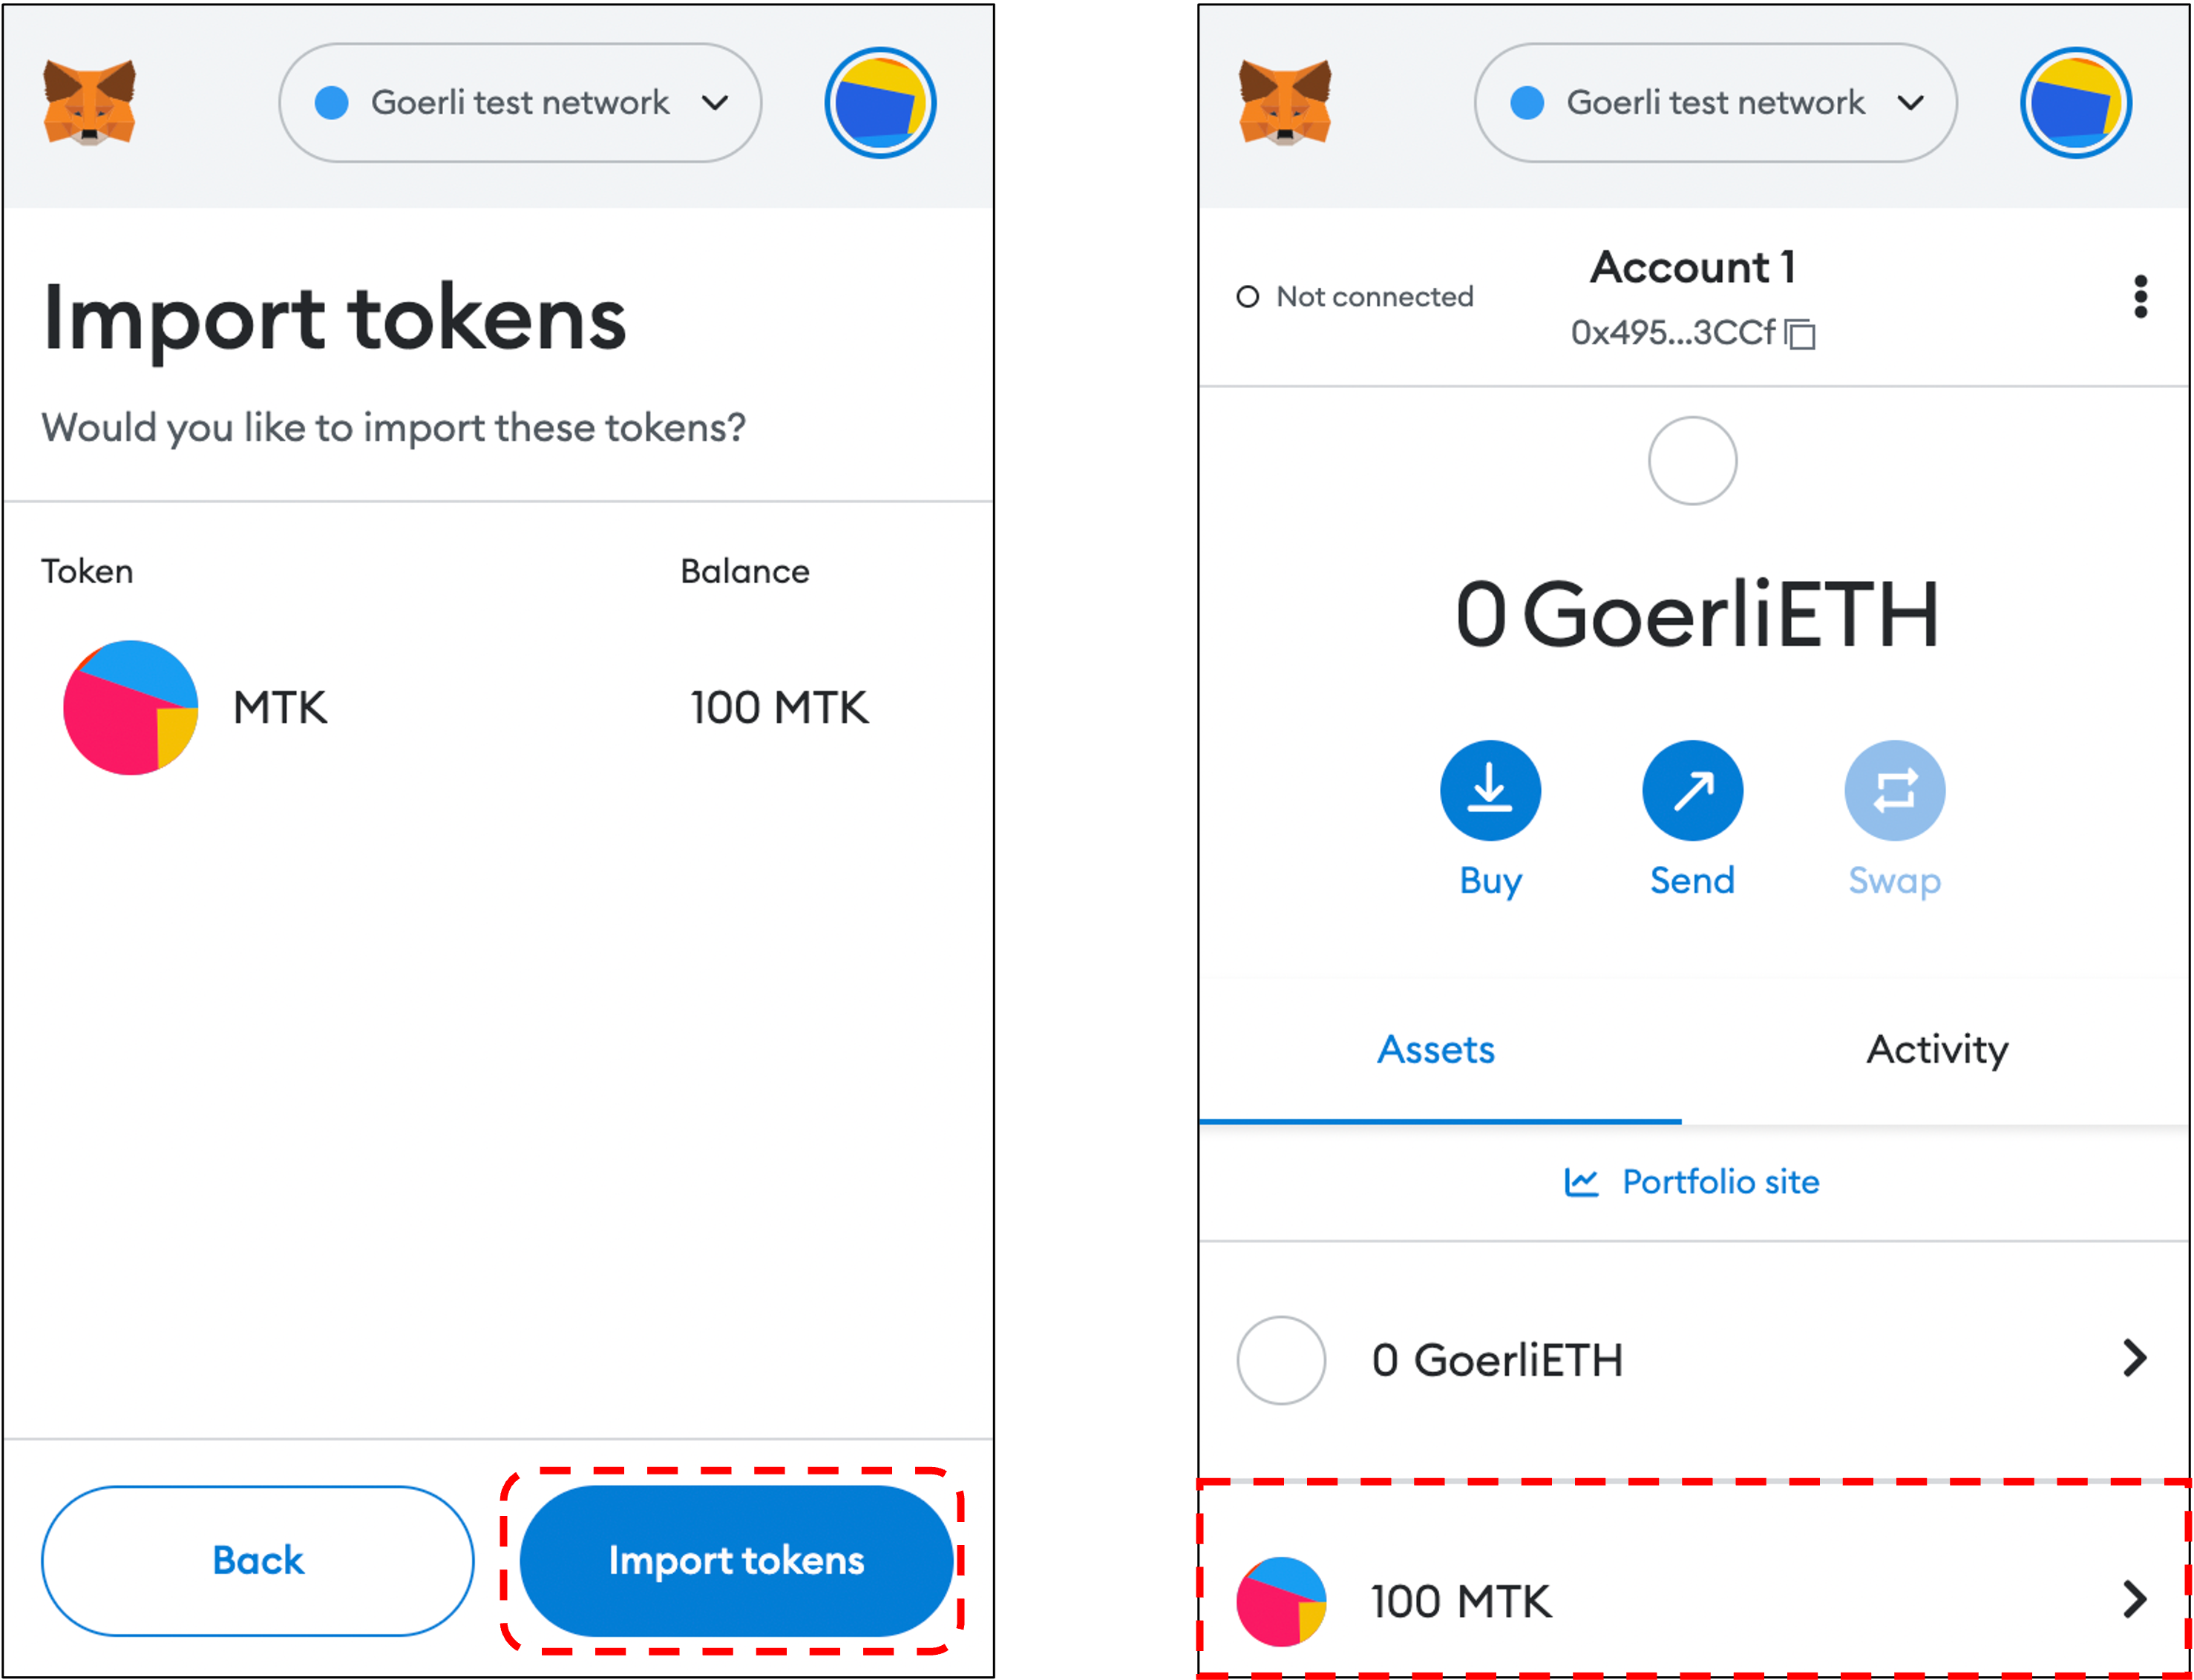 Goerli test network
Import tokens
Would you like to import these tokens?
Token Balance
MTK 100 MTK
Back Import tokens
Goerli test network
Account 1
Not connected
0x495...3CCf
0 GoerliETH
Buy Send Swap
Assets Activity
Portfolio site
0 GoerliETH
100 MTK